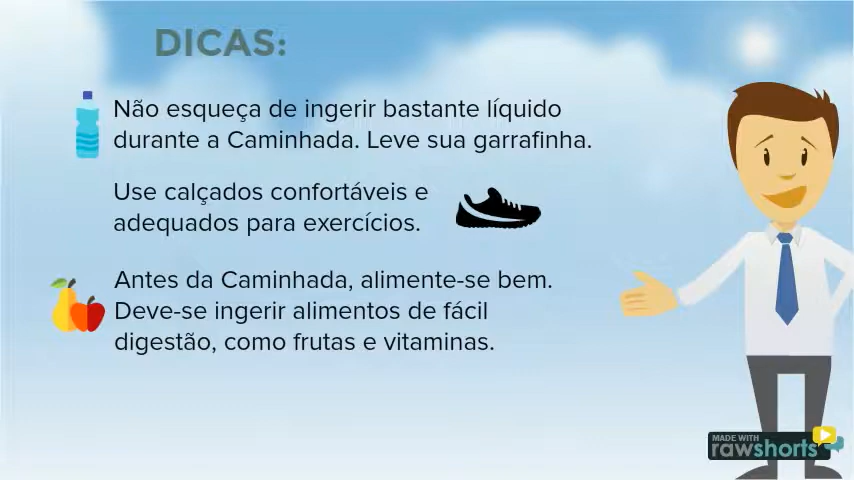 DICAS:
Não esqueça de ingerir bastante líquido
durante a Caminhada. Leve sua garrafinha.
Use calçados confortáveis e
adequados para exercícios.
Antes da Caminhada, alimente-se bem.
Deve-se ingerir alimentos de fácil
digestão, como frutas e vitaminas.
MADE WITH
rawshorts